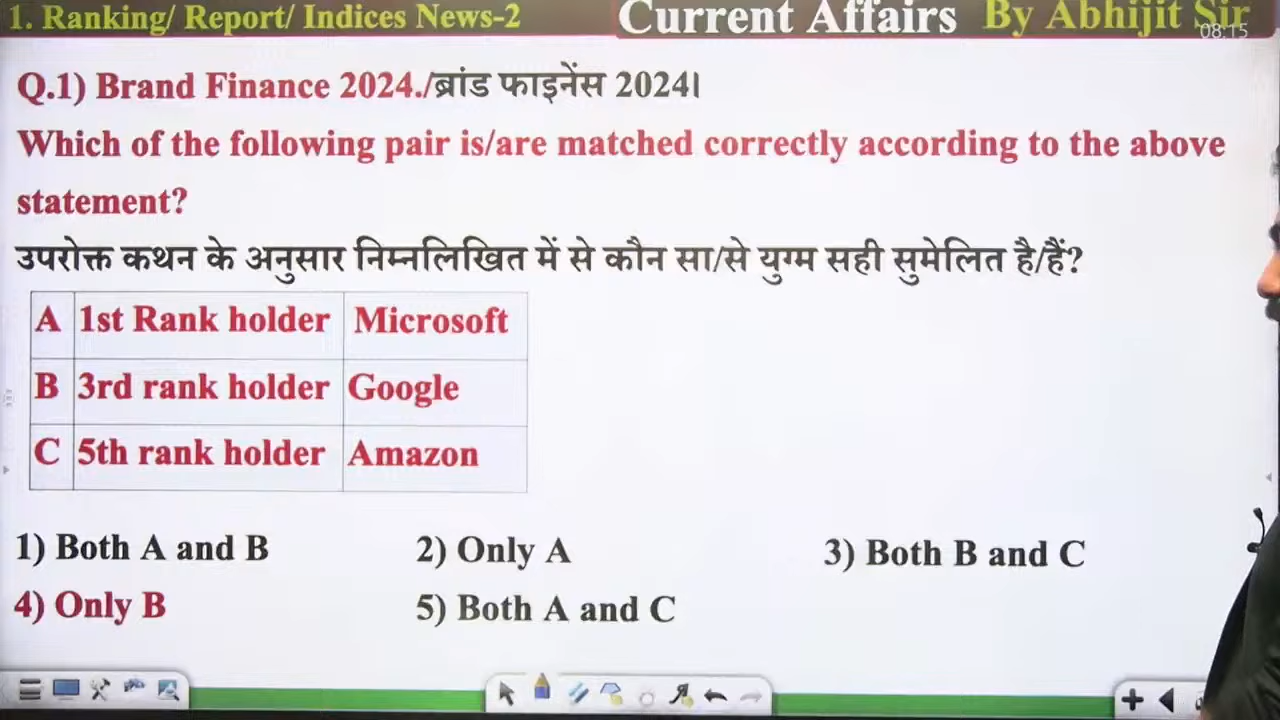 1. Ranking/ Report/ Indices News-2
Current Affairs By Abhijit Sir
08:15
Q.1) Brand Finance 2024./ब्रांड फाइनेंस 2024।
Which of the following pair is/are matched correctly according to the above
statement?
उपरोक्त कथन के अनुसार निम्नलिखित में से कौन सा/से युग्म सही सुमेलित है/हैं?
A 1st Rank holder Microsoft
B 3rd rank holder Google
C 5th rank holder Amazon
1) Both A and B 2) Only A 3) Both B and C
4) Only B 5) Both A and C